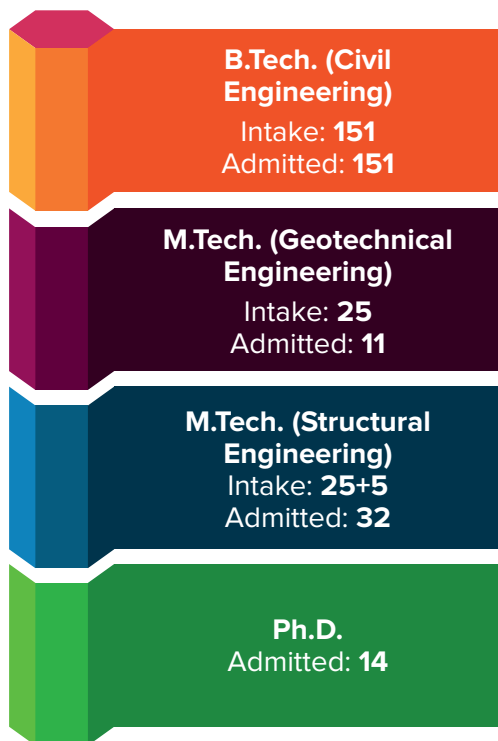 B.Tech. (Civil
Engineering)
Intake: 151
Admitted: 151
M.Tech. (Geotechnical
Engineering)
Intake: 25
Admitted: 11
M.Tech. (Structural
Engineering)
Intake: 25+5
Admitted: 32
Ph.D.
Admitted: 14